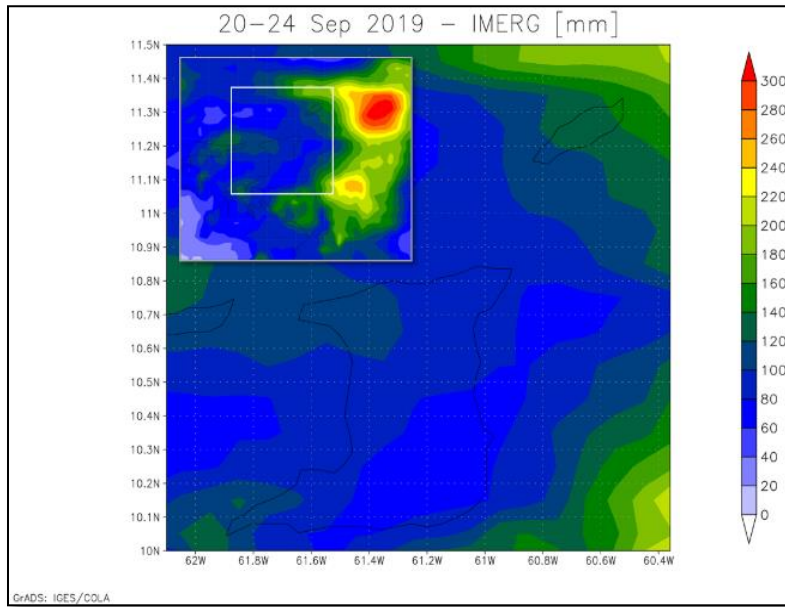 20−24 Sep 2019 − IMERG [mm]
11.5N
11.4N
11.3N
11.2N
11.1N
11N
10.9N
10.8N
10.7N
10.6N
10.5N
10.4N
10.3N
10.2N
10.1N
10N
62W 61.8W 61.6W 61.4W 61.2W 61W 60.8W 60.6W 60.4W
300
280
260
240
220
200
180
160
140
120
100
80
60
40
20
0
GrADS: IGES/COLA